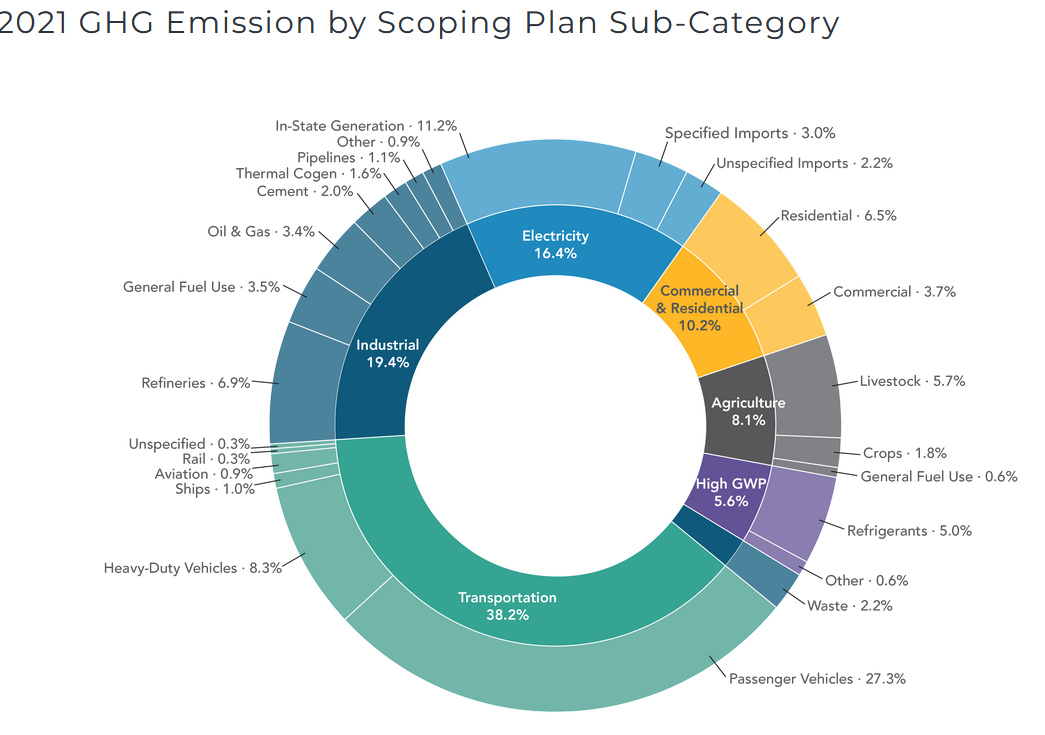 2021 GHG Emission by Scoping Plan Sub-Category
In-State Generation · 11.2%
Other · 0.9%
Pipelines · 1.1%
Thermal Cogen · 1.6%
Cement · 2.0%
Oil & Gas · 3.4%
General Fuel Use · 3.5%
Refineries · 6.9%
Unspecified · 0.3%
Rail · 0.3%
Aviation · 0.9%
Ships · 1.0%
Heavy-Duty Vehicles · 8.3%
Specified Imports · 3.0%
Unspecified Imports · 2.2%
Residential · 6.5%
Commercial · 3.7%
Livestock · 5.7%
Crops · 1.8%
General Fuel Use · 0.6%
Refrigerants · 5.0%
Other · 0.6%
Waste · 2.2%
Passenger Vehicles · 27.3%
Electricity
16.4%
Commercial
& Residential
10.2%
Industrial
19.4%
Agriculture
8.1%
High GWP
5.6%
Transportation
38.2%